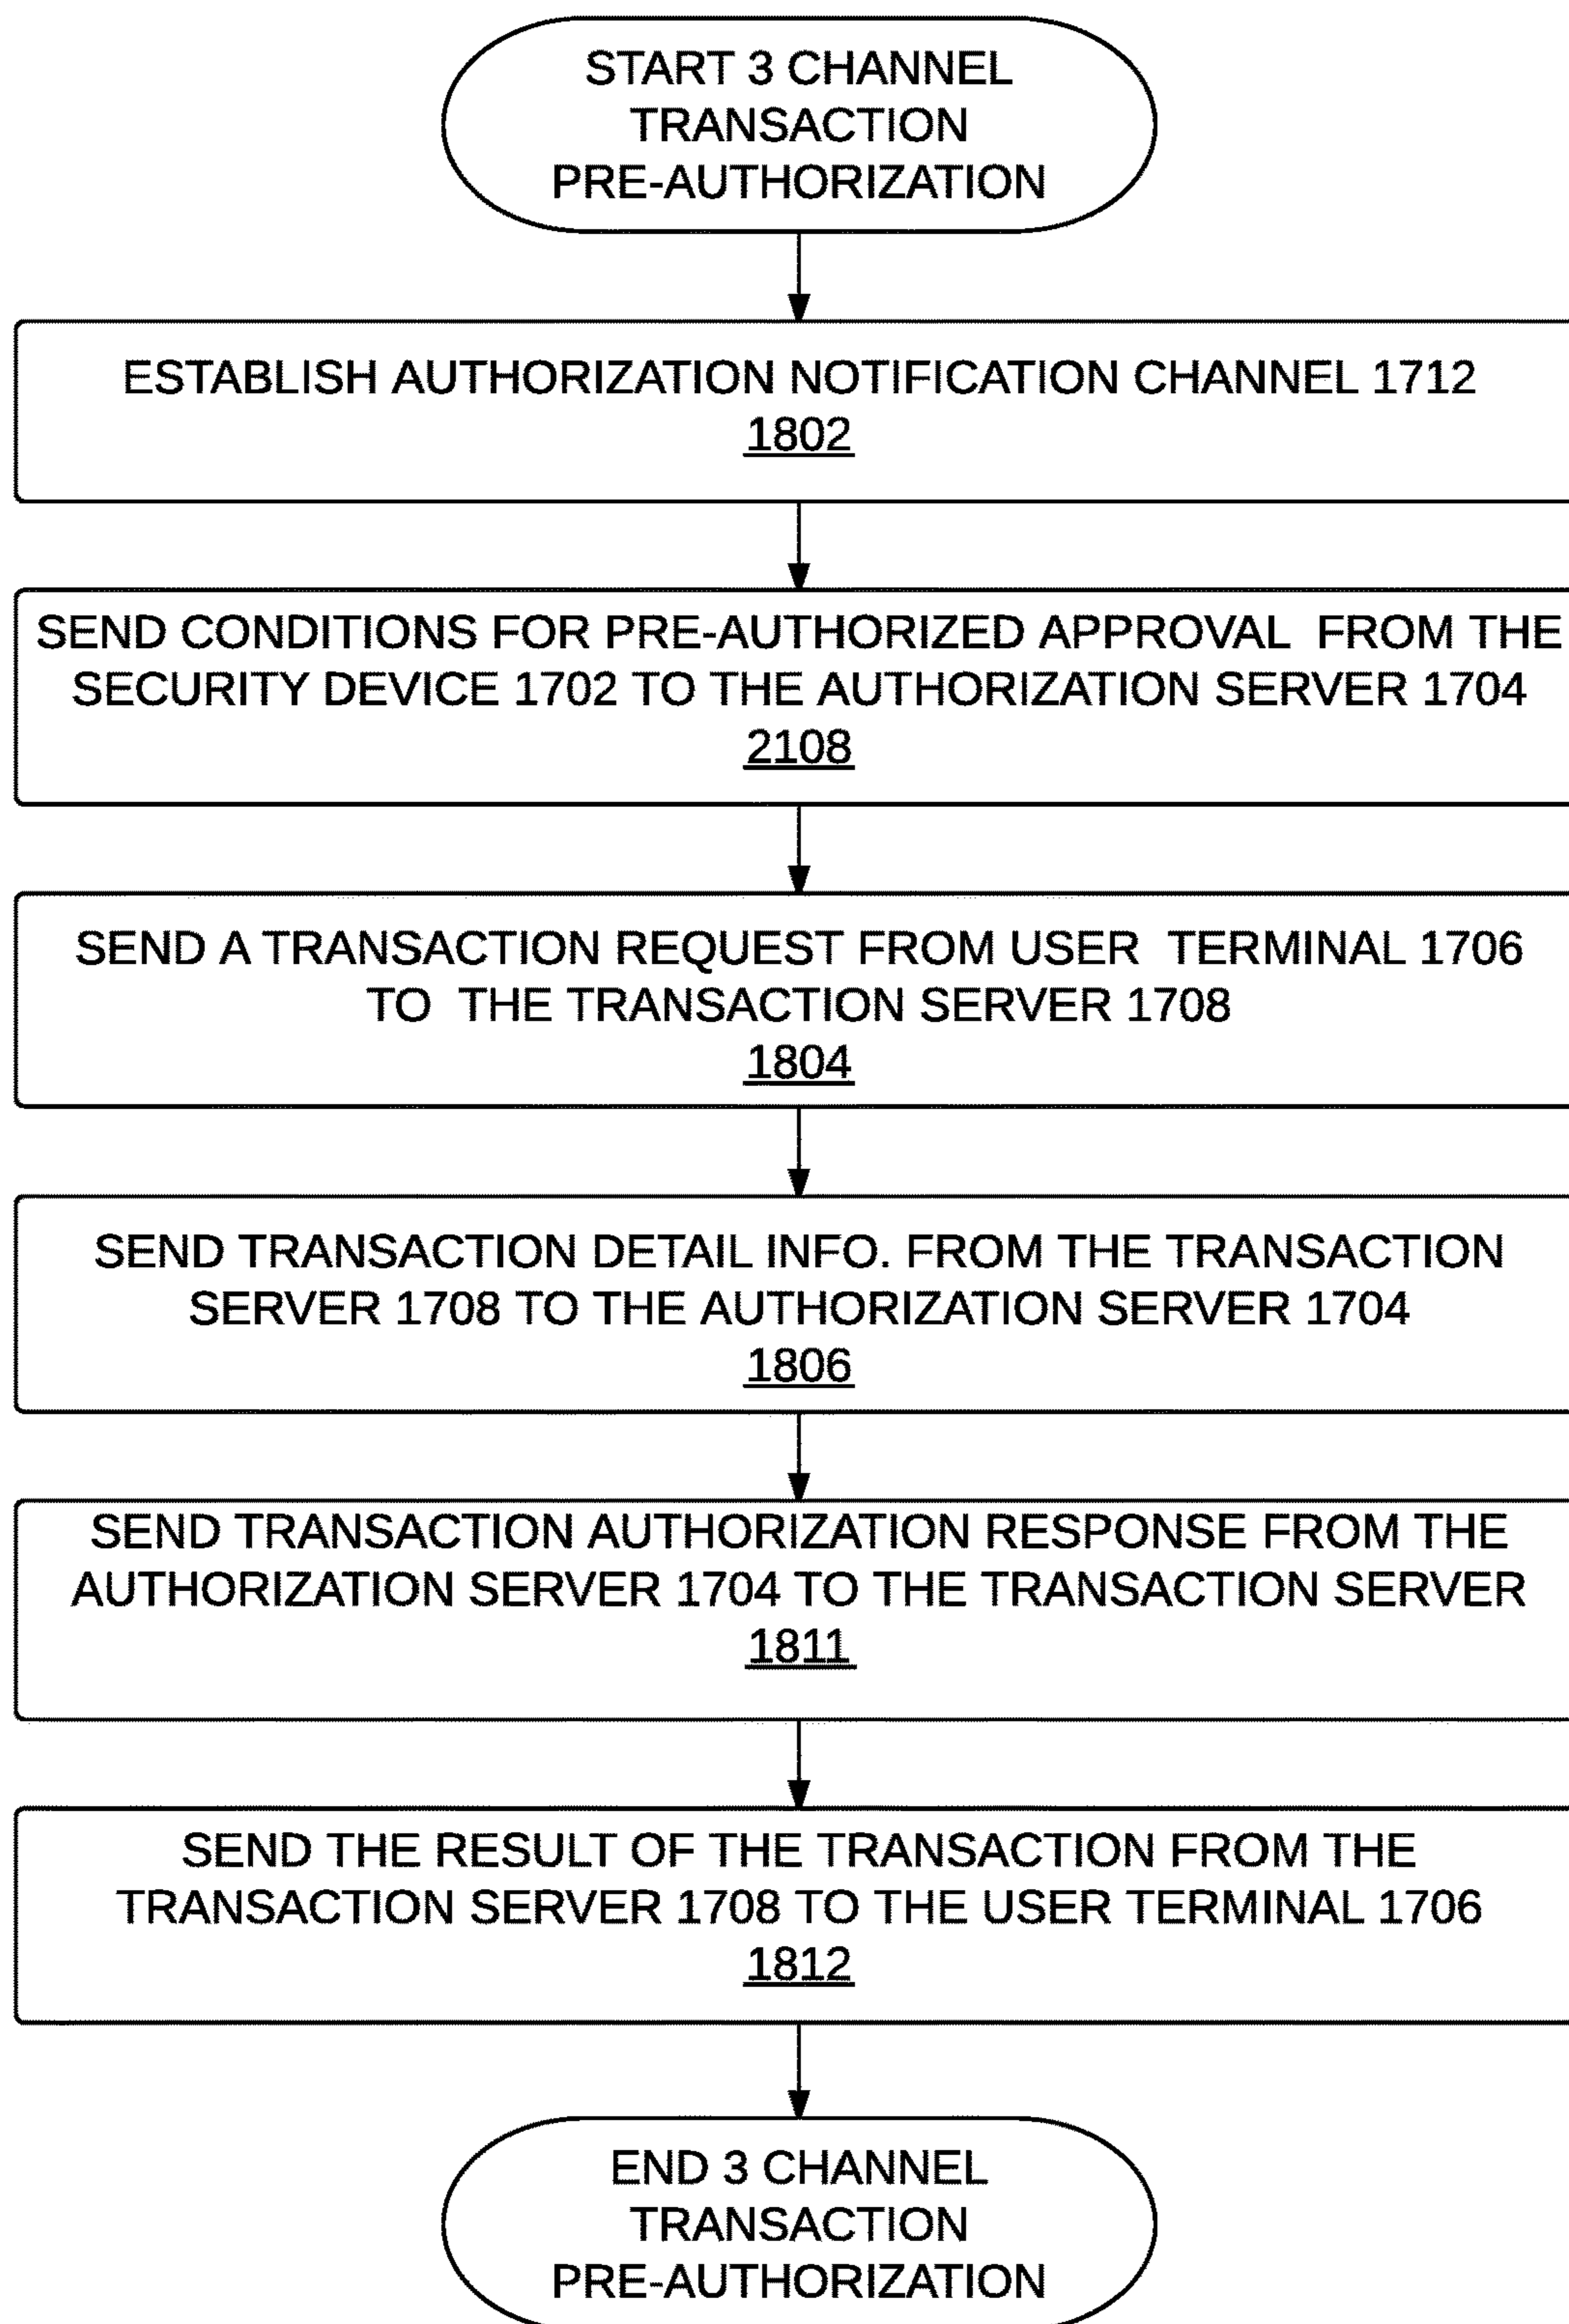 START 3 CHANNEL
TRANSACTION
PRE-AUTHORIZATION
ESTABLISH AUTHORIZATION NOTIFICATION CHANNEL 1712
1802
SEND CONDITIONS FOR PRE-AUTHORIZED APPROVAL FROM THE
SECURITY DEVICE 1702 TO THE AUTHORIZATION SERVER 1704
2108
SEND A TRANSACTION REQUEST FROM USER TERMINAL 1706
TO THE TRANSACTION SERVER 1708
1804
SEND TRANSACTION DETAIL INFO. FROM THE TRANSACTION
SERVER 1708 TO THE AUTHORIZATION SERVER 1704
1806
SEND TRANSACTION AUTHORIZATION RESPONSE FROM THE
AUTHORIZATION SERVER 1704 TO THE TRANSACTION SERVER
1811
SEND THE RESULT OF THE TRANSACTION FROM THE
TRANSACTION SERVER 1708 TO THE USER TERMINAL 1706
1812
END 3 CHANNEL
TRANSACTION
PRE-AUTHORIZATION